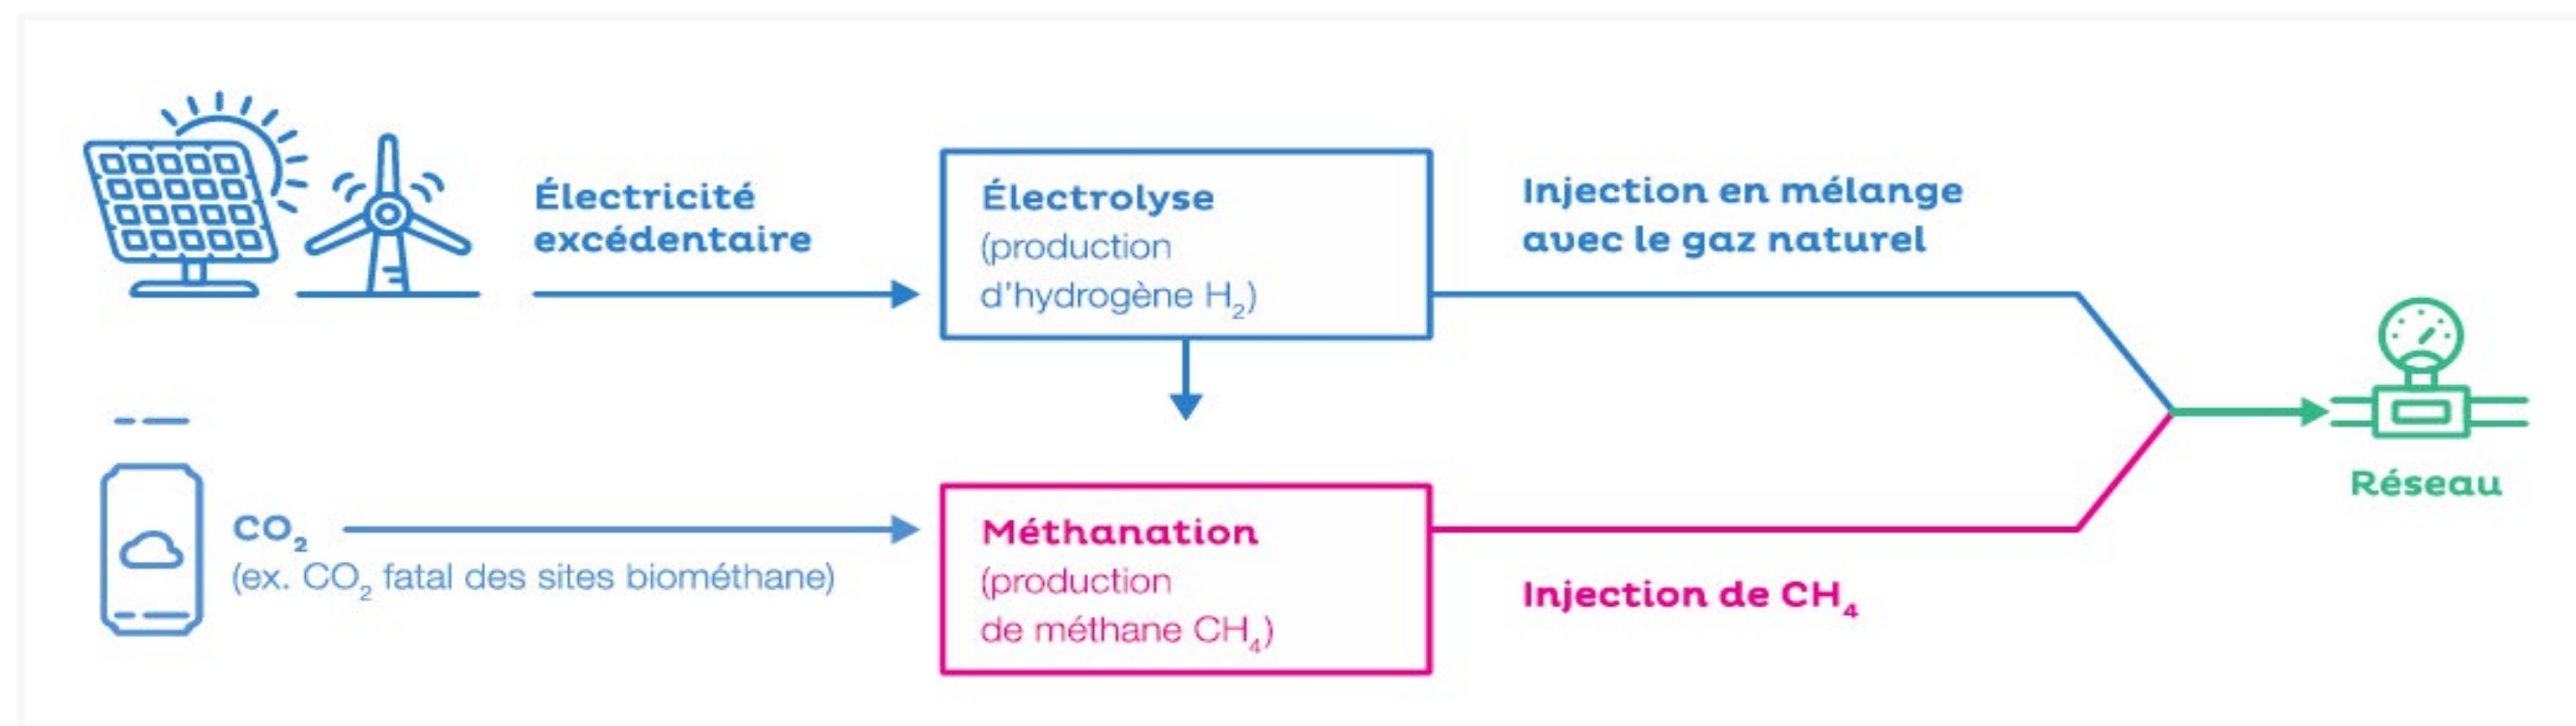 Électricité
excédentaire
Électrolyse
(production
d'hydrogène H₂)
Injection en mélange
avec le gaz naturel
Réseau
CO₂
(ex. CO₂ fatal des sites biométhane)
Méthanation
(production
de méthane CH₄)
Injection de CH₄